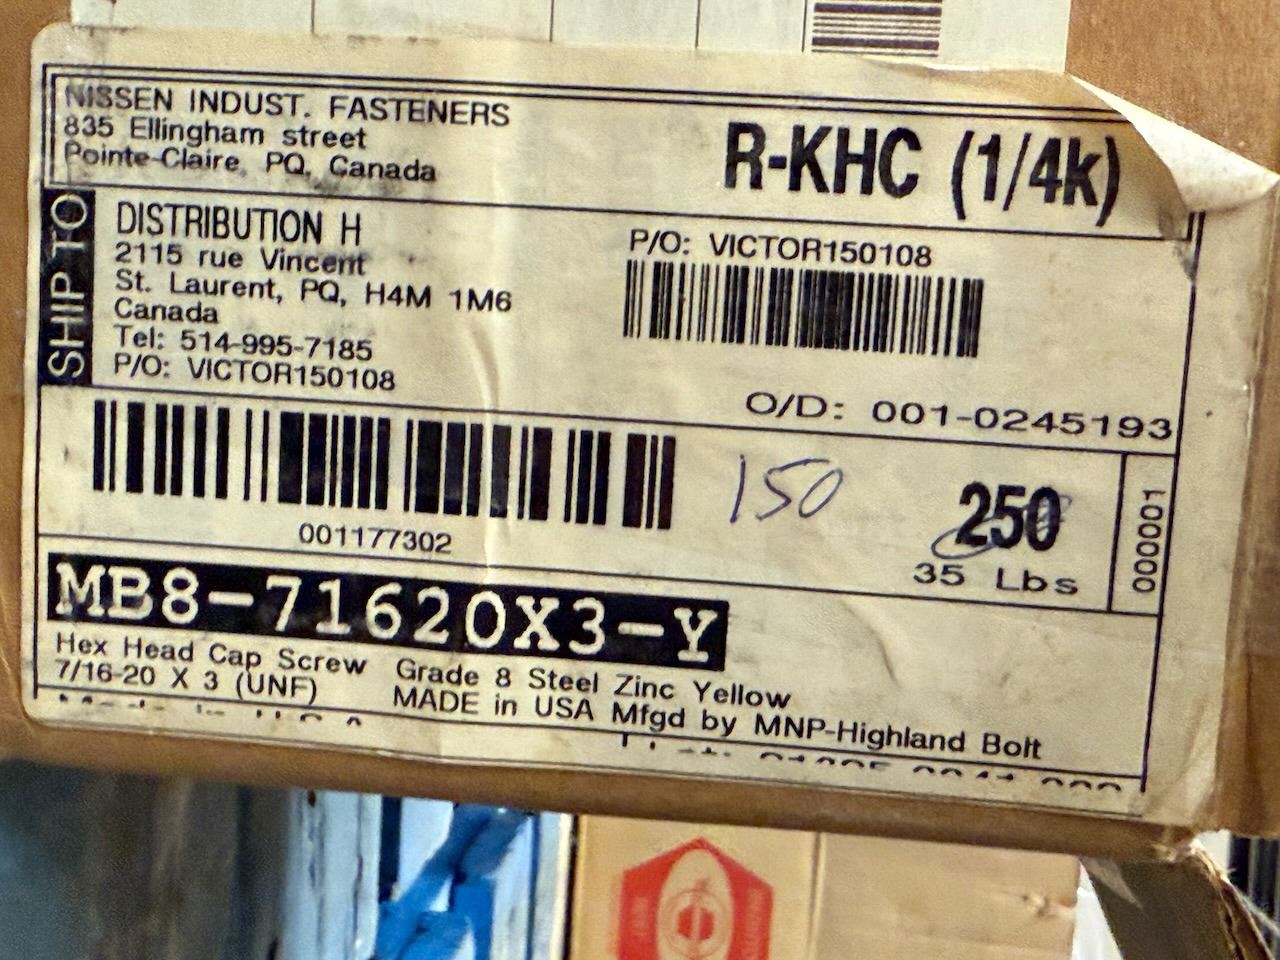 NISSEN INDUST. FASTENERS
835 Ellingham street
Pointe-Claire, PQ, Canada
R-KHC (1/4k)
SHIP TO
DISTRIBUTION H
2115 rue Vincent
St. Laurent, PQ, H4M 1M6
Canada
Tel: 514-995-7185
P/O: VICTOR150108
P/O: VICTOR150108
O/D: 001-0245193
001177302
150
250
35 Lbs
000001
MB8-71620X3-Y
Hex Head Cap Screw Grade 8 Steel Zinc Yellow
7/16-20 X 3 (UNF) MADE in USA Mfgd by MNP-Highland Bolt